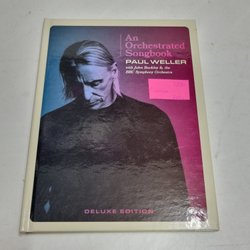 An
Orchestrated
Songbook
PAUL WELLER
with Jules Buckley & the
BBC Symphony Orchestra
DELUXE EDITION